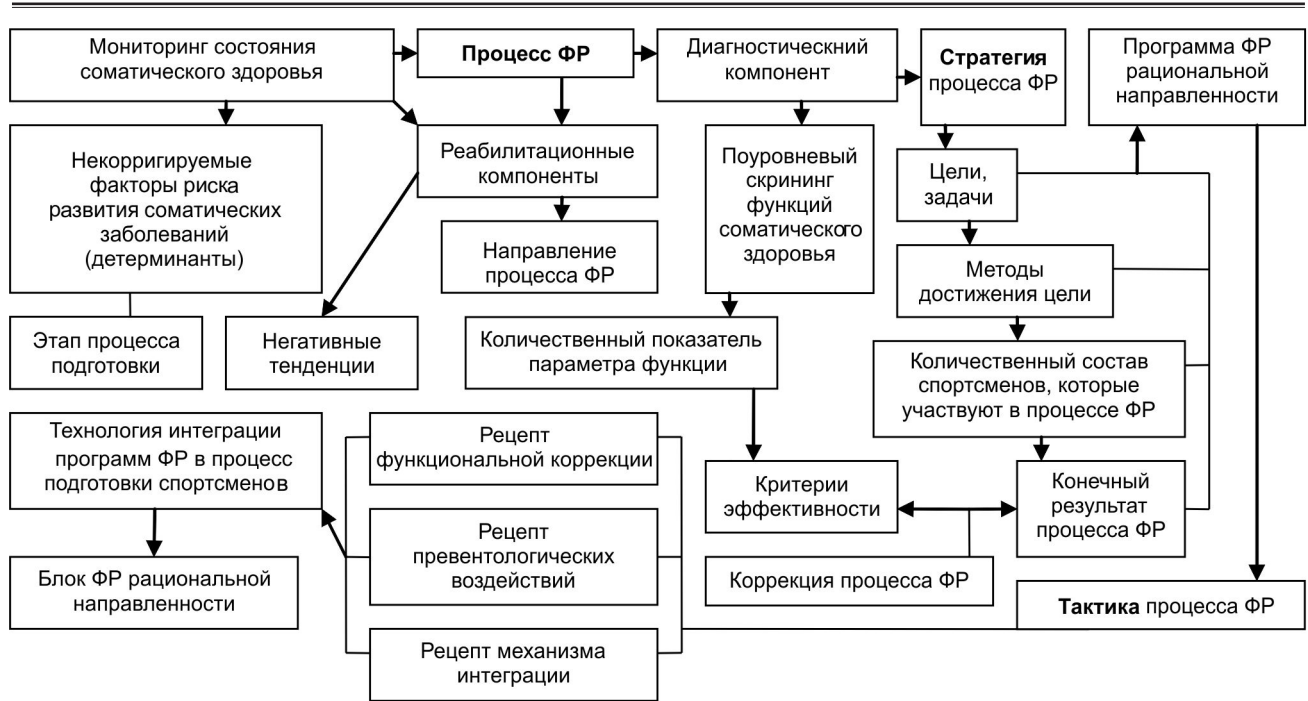 Мониторинг состояния
соматического здоровья
Процесс ФР
Диагностическний
компонент
Стратегия
процесса ФР
Программа ФР
рациональной
направленности
Некорригируемые
факторы риска
развития соматических
заболеваний
(детерминанты)
Реабилитационные
компоненты
Поуровневый
скрининг
функций
соматического
здоровья
Цели,
задачи
Направление
процесса ФР
Методы
достижения цели
Этап процесса
подготовки
Негативные
тенденции
Количественный показатель
параметра функции
Количественный состав
спортсменов, которые
участвуют в процессе ФР
Технология интеграции
программ ФР в процесс
подготовки спортсменов
Рецепт
функциональной коррекции
Критерии
эффективности
Конечный
результат
процесса ФР
Рецепт
превентологических
воздействий
Блок ФР рациональной
направленности
Коррекция процесса ФР
Тактика процесса ФР
Рецепт механизма
интеграции